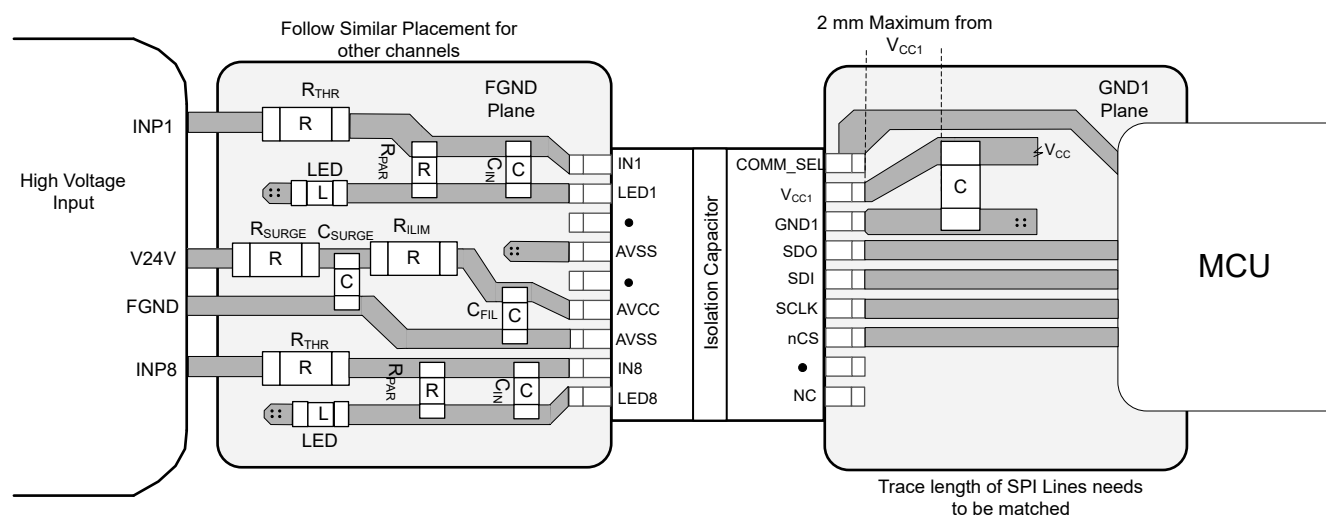 Follow Similar Placement for
other channels
2 mm Maximum from
VCC1
High Voltage
Input
INP1
V24V
FGND
INP8
FGND
Plane
RTHR
R
RPAR
R
CIN
C
LED
L
RSURGE
R
CSURGE
C
RILIM
R
CFIL
C
RTHR
R
RPAR
R
CIN
C
L
LED
IN1
LED1
●
AVSS
●
AVCC
AVSS
IN8
LED8
Isolation Capacitor
COMM_SEL
VCC1
GND1
SDO
SDI
SCLK
nCS
●
NC
GND1
Plane
VCC
C
MCU
Trace length of SPI Lines needs
to be matched